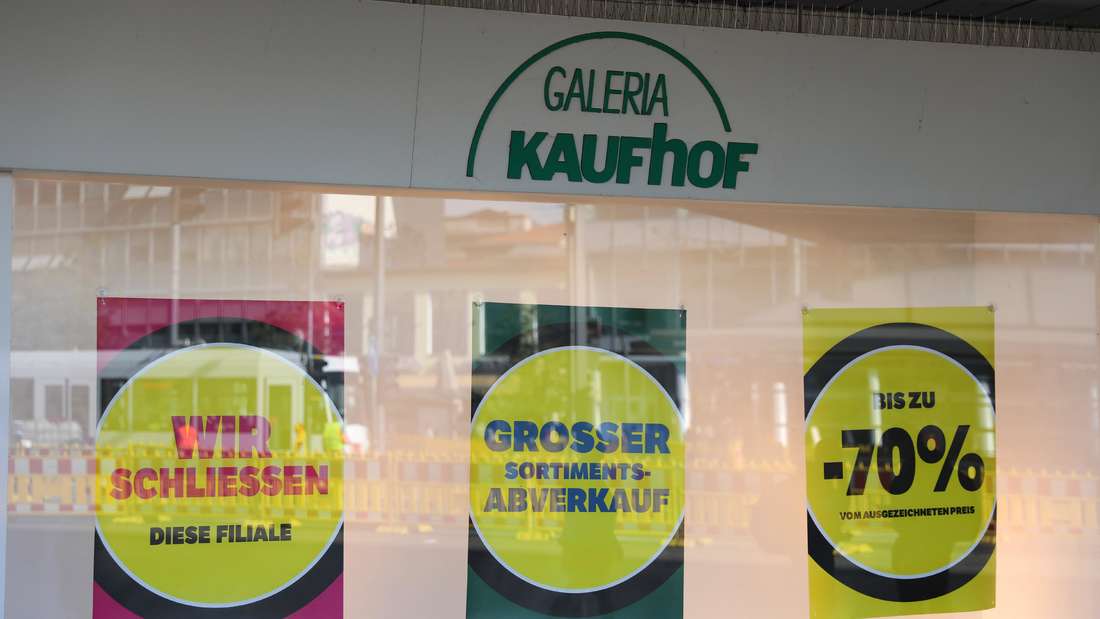 GALERIA
KAUFhOF
WIR
SCHLIESSEN
DIESE FILIALE
GROSSER
SORTIMENTS-
ABVERKAUF
BIS ZU
-70%
VOM AUSGEZEICHNETEN PREIS